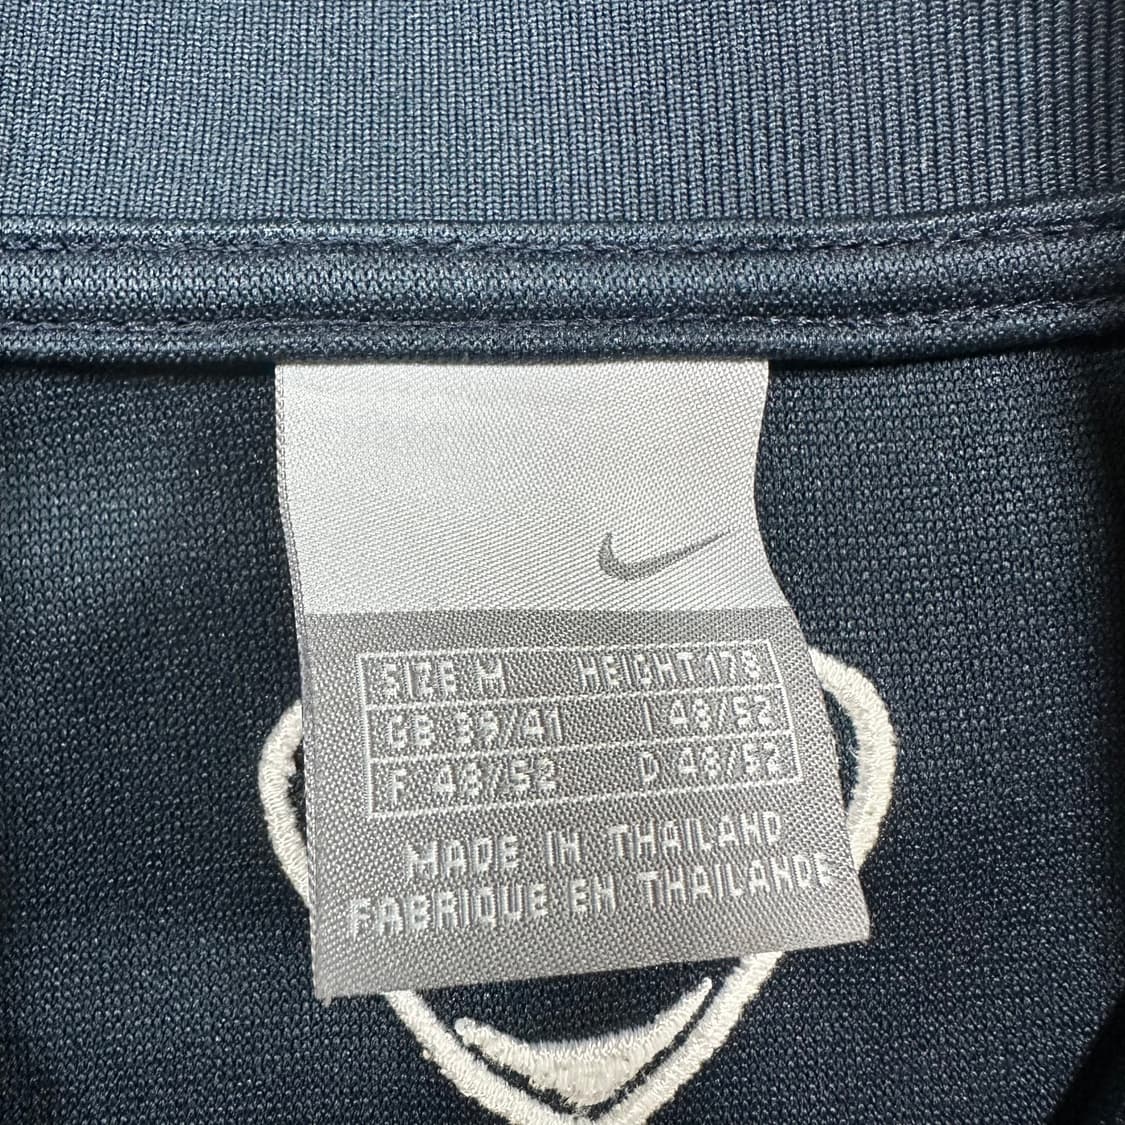 SIZE M HEIGHT 178
GB 39/41 I 48/52
F 48/52 D 48/52
MADE IN THAILAND
FABRIQUE EN THAILANDE